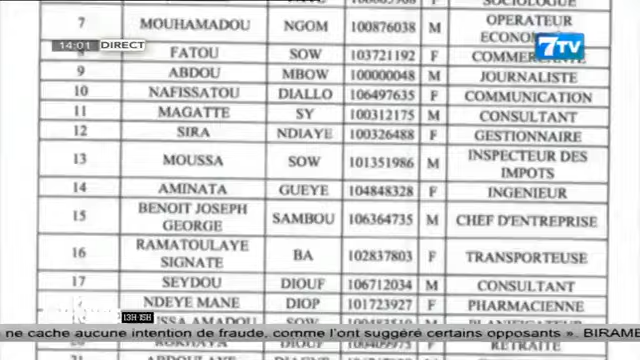 SOCIOLOGUE
7 MOUHAMADOU NGOM 100876038 M OPERATEUR
14:01 DIRECT
7TV
8 FATOU SOW 103721192 F COMMERCANTE
9 ABDOU MBOW 100000048 M JOURNALISTE
10 NAFISSATOU DIALLO 106497635 F COMMUNICATION
11 MAGATTE SY 100312175 M CONSULTANT
12 SIRA NDIAYE 100326488 F GESTIONNAIRE
13 MOUSSA SOW 101351986 M INSPECTEUR DES
IMPOTS
14 AMINATA GUEYE 104848328 F INGENIEUR
15 BENOIT JOSEPH
GEORGE SAMBOU 106364735 M CHEF D'ENTREPRISE
16 RAMATOULAYE
SIGNATE BA 102837803 F TRANSPORTEUSE
17 SEYDOU DIOUF 106712034 M CONSULTANT
13H 15H
NDEYE MANE DIOP 101723927 F PHARMACIENNE
AMADOU SOW
ne cache aucune intention de fraude, comme l'ont suggéré certains opposants ». BIRAME
RETRAITE